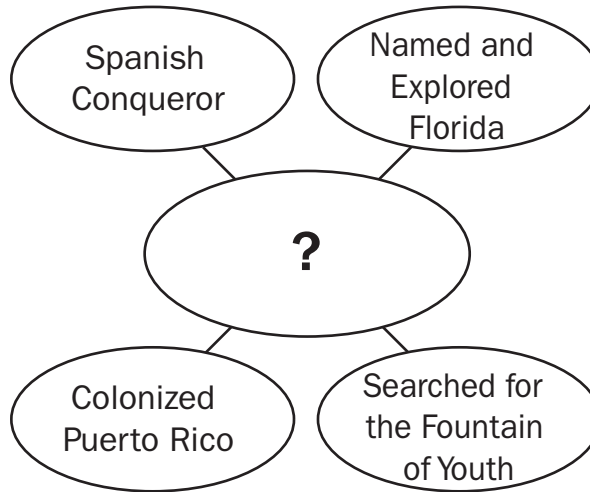 Spanish
Conqueror
Named and
Explored
Florida
?
Colonized
Puerto Rico
Searched for
the Fountain
of Youth